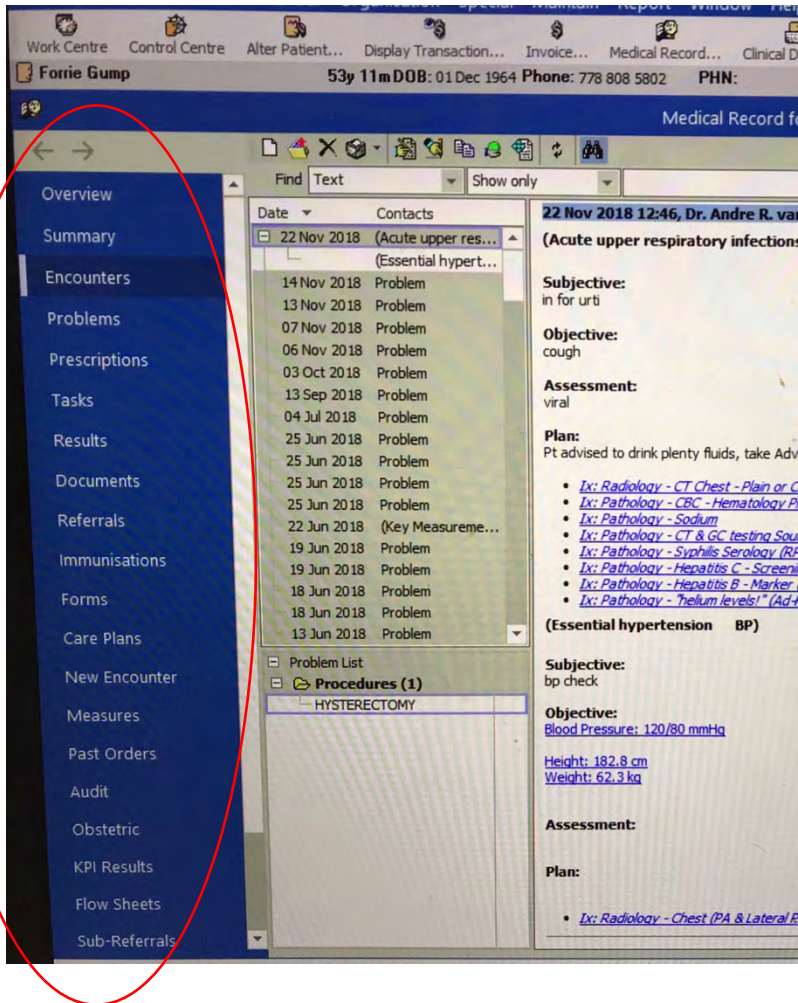 Special Maintain Report Window
Work Centre Control Centre Alter Patient... Display Transaction... Invoice... Medical Record... Clinical D
Forrie Gump 53y 11m DOB: 01 Dec 1964 Phone: 778 808 5802 PHN:
Medical Record fo
Find Text Show only
Overview
Summary
Encounters
Problems
Prescriptions
Tasks
Results
Documents
Referrals
Immunisations
Forms
Care Plans
New Encounter
Measures
Past Orders
Audit
Obstetric
KPI Results
Flow Sheets
Sub-Referrals
Date Contacts
22 Nov 2018 (Acute upper res...
(Essential hypert...
14 Nov 2018 Problem
13 Nov 2018 Problem
07 Nov 2018 Problem
06 Nov 2018 Problem
03 Oct 2018 Problem
13 Sep 2018 Problem
04 Jul 2018 Problem
25 Jun 2018 Problem
25 Jun 2018 Problem
25 Jun 2018 Problem
25 Jun 2018 Problem
22 Jun 2018 (Key Measureme...
19 Jun 2018 Problem
19 Jun 2018 Problem
18 Jun 2018 Problem
18 Jun 2018 Problem
13 Jun 2018 Problem
Problem List
Procedures (1)
HYSTERECTOMY
22 Nov 2018 12:46, Dr. Andre R. van
(Acute upper respiratory infections
Subjective:
in for urti
Objective:
cough
Assessment:
viral
Plan:
Pt advised to drink plenty fluids, take Adv
Ix: Radiology - CT Chest - Plain or C
Ix: Pathology - CBC - Hematology P
Ix: Pathology - Sodium
Ix: Pathology - CT & GC testing Sou
Ix: Pathology - Syphilis Serology (RP
Ix: Pathology - Hepatitis C - Screeni
Ix: Pathology - Hepatitis B - Marker
Ix: Pathology - "helium levels!" (Ad-
(Essential hypertension BP)
Subjective:
bp check
Objective:
Blood Pressure: 120/80 mmHg
Height: 182.8 cm
Weight: 62.3 kg
Assessment:
Plan:
Ix: Radiology - Chest (PA & Lateral P